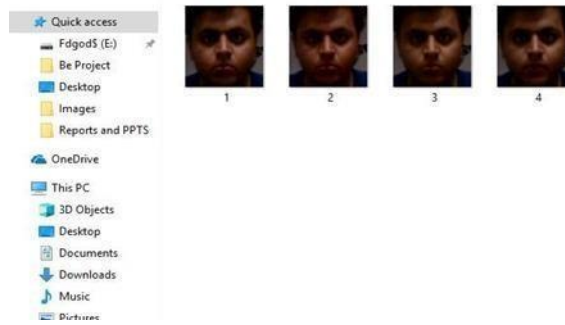 Quick access
Fdgod$ (E:)
Be Project
Desktop
Images
Reports and PPTS
OneDrive
This PC
3D Objects
Desktop
Documents
Downloads
Music
Pictures
1
2
3
4